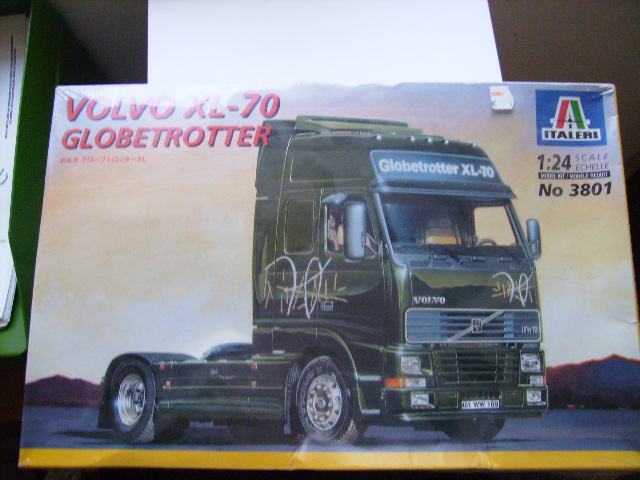 VOLVO XL-70
GLOBETROTTER
ボルボ グローブトロッターXL
ITALERI
1:24 SCALE
ECHELLE
MODEL KIT / MODELE REDUIT
No 3801
Globetrotter XL-70
VOLVO
FH12